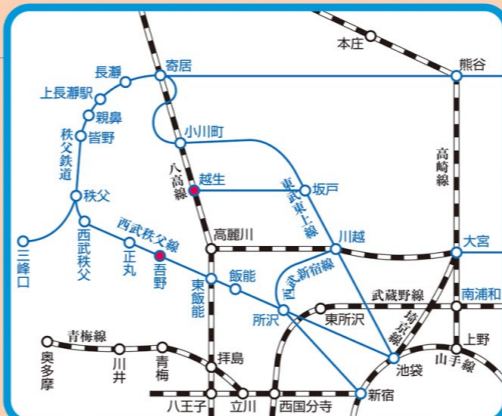 本庄
熊谷
寄居
長瀞
上長瀞駅
親鼻
皆野
秩父鉄道
小川町
八高線
越生
坂戸
東武東上線
高崎線
秩父
西武秩父
西武秩父線
正丸
吾野
三峰口
高麗川
川越
大宮
東飯能
飯能
西武新宿線
所沢
東所沢
武蔵野線
南浦和
埼京線
青梅線
奥多摩
川井
青梅
拝島
上野
山手線
池袋
八王子
立川
西国分寺
新宿